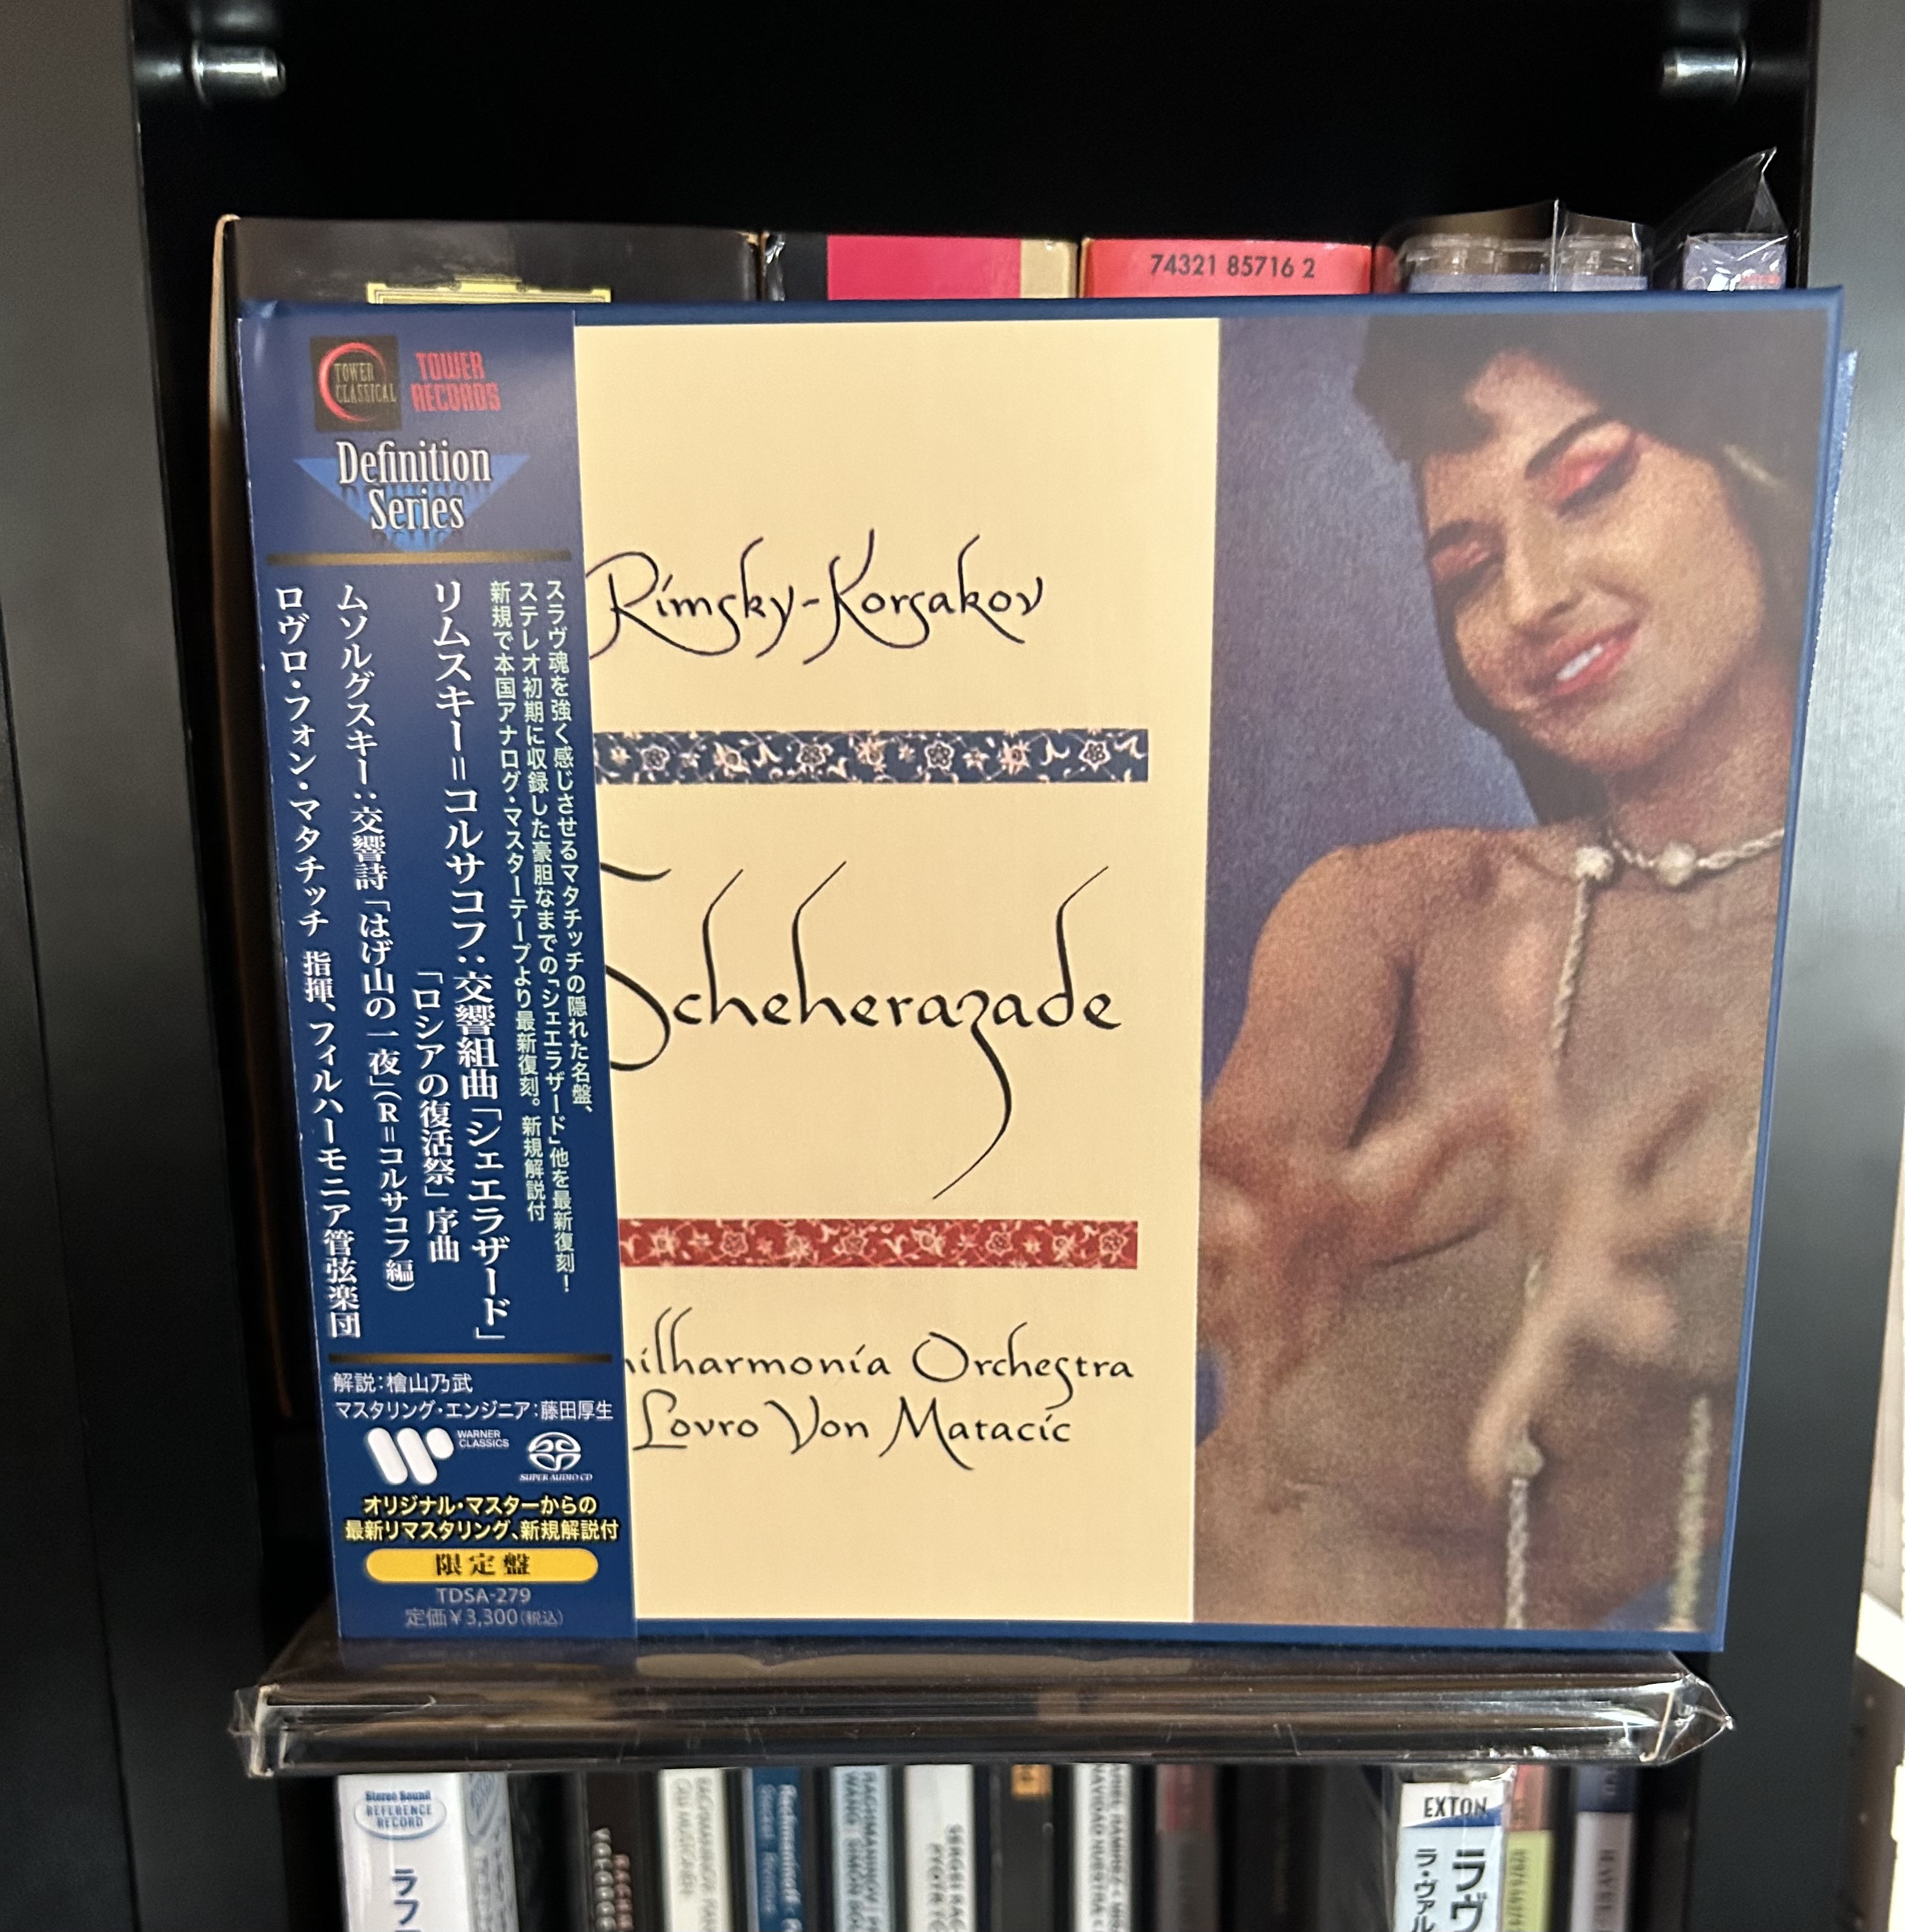 74321 85716 2
TOWER
CLASSICAL
TOWER
RECORDS
Definition
Series
スラヴ魂を強く感じさせるマタチッチの隠れた名盤、
ステレオ初期に収録した豪胆なまでの「シェエラザード」他を最新復刻！
新規で本国アナログ・マスターテープより最新復刻。新規解説付
リムスキー＝コルサコフ：交響組曲「シェエラザード」
「ロシアの復活祭」序曲
ムソルグスキー：交響詩「はげ山の一夜」（R＝コルサコフ編）
ロヴロ・フォン・マタチッチ 指揮、フィルハーモニア管弦楽団
解説：檜山乃武
マスタリング・エンジニア：藤田厚生
WARNER
CLASSICS
SUPER AUDIO CD
オリジナル・マスターからの
最新リマスタリング、新規解説付
限定盤
TDSA-279
定価￥3,300（税込）
Rimsky-Korsakov
Scheherazade
hilharmonia Orchestra
Lovro Von Matacic
Stereo Sound
REFERENCE
RECORD
ラフ
EXTON
ラヴ
ラ・ヴァル